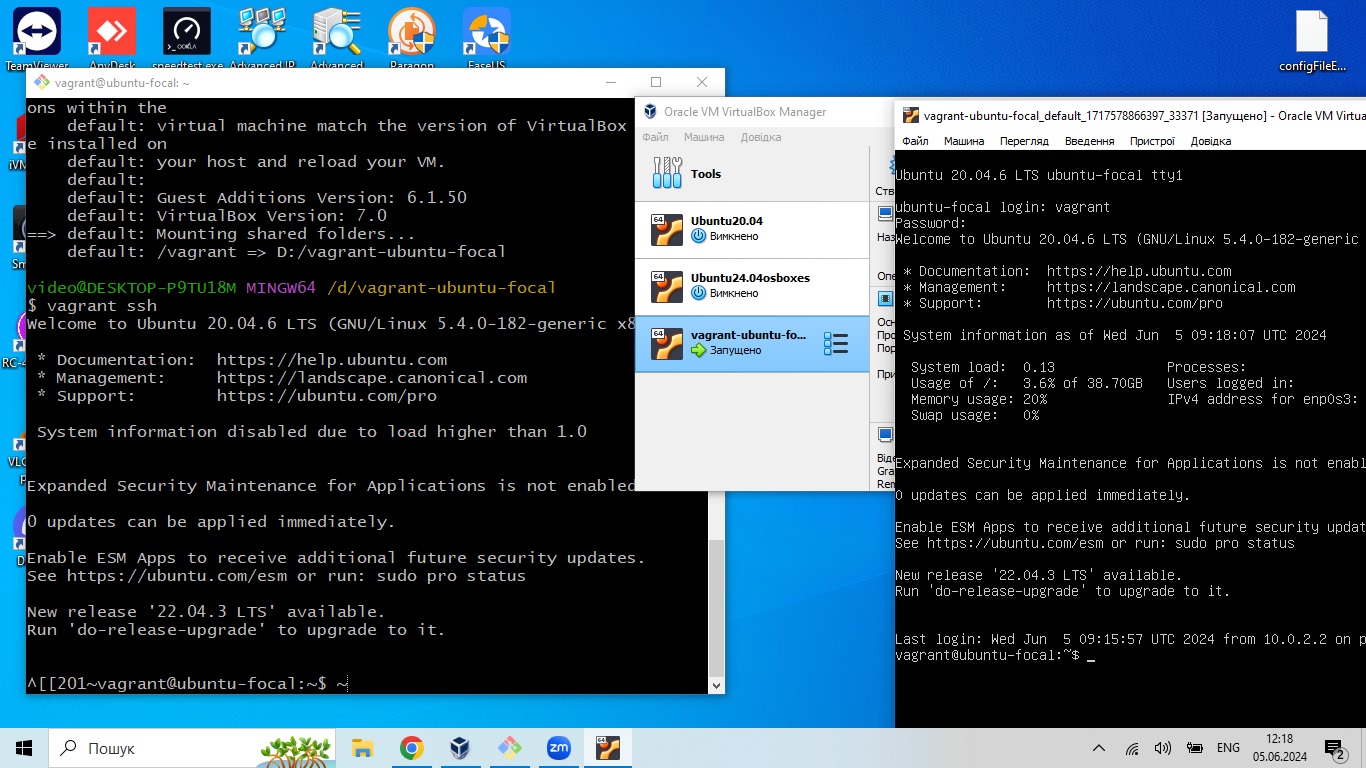 TeamViewer
AnyDesk
speedtest.exe
Advanced IP
Advanced
Paragon
EaseUS
configFileE...
vagrant@ubuntu-focal: ~
ons within the
default: virtual machine match the version of VirtualBox
e installed on
default: your host and reload your VM.
default:
default: Guest Additions Version: 6.1.50
default: VirtualBox Version: 7.0
==> default: Mounting shared folders...
default: /vagrant => D:/vagrant-ubuntu-focal
video@DESKTOP-P9TU18M MINGW64 /d/vagrant-ubuntu-focal
$ vagrant ssh
Welcome to Ubuntu 20.04.6 LTS (GNU/Linux 5.4.0-182-generic x8
* Documentation: https://help.ubuntu.com
* Management: https://landscape.canonical.com
* Support: https://ubuntu.com/pro
System information disabled due to load higher than 1.0
Expanded Security Maintenance for Applications is not enabled
0 updates can be applied immediately.
Enable ESM Apps to receive additional future security updates.
See https://ubuntu.com/esm or run: sudo pro status
New release '22.04.3 LTS' available.
Run 'do-release-upgrade' to upgrade to it.
^[[201~vagrant@ubuntu-focal:~$ ~
Oracle VM VirtualBox Manager
Файл Машина Довідка
Tools
Ubuntu20.04
Вимкнено
Ubuntu24.04osboxes
Вимкнено
vagrant-ubuntu-fo...
Запущено
Ств
Наз
Опе
Осн
Про
Пор
При
Віде
Gra
Rem
vagrant-ubuntu-focal_default_1717578866397_33371 [Запущено] - Oracle VM Virtua
Файл Машина Перегляд Введення Пристрої Довідка
Ubuntu 20.04.6 LTS ubuntu-focal tty1
ubuntu-focal login: vagrant
Password:
Welcome to Ubuntu 20.04.6 LTS (GNU/Linux 5.4.0-182-generic
* Documentation: https://help.ubuntu.com
* Management: https://landscape.canonical.com
* Support: https://ubuntu.com/pro
System information as of Wed Jun 5 09:18:07 UTC 2024
System load: 0.13 Processes:
Usage of /: 3.6% of 38.70GB Users logged in:
Memory usage: 20% IPv4 address for enp0s3:
Swap usage: 0%
Expanded Security Maintenance for Applications is not enabl
0 updates can be applied immediately.
Enable ESM Apps to receive additional future security updat
See https://ubuntu.com/esm or run: sudo pro status
New release '22.04.3 LTS' available.
Run 'do-release-upgrade' to upgrade to it.
Last login: Wed Jun 5 09:15:57 UTC 2024 from 10.0.2.2 on p
vagrant@ubuntu-focal:~$ _
Пошук
zm
ENG
12:18
05.06.2024
2